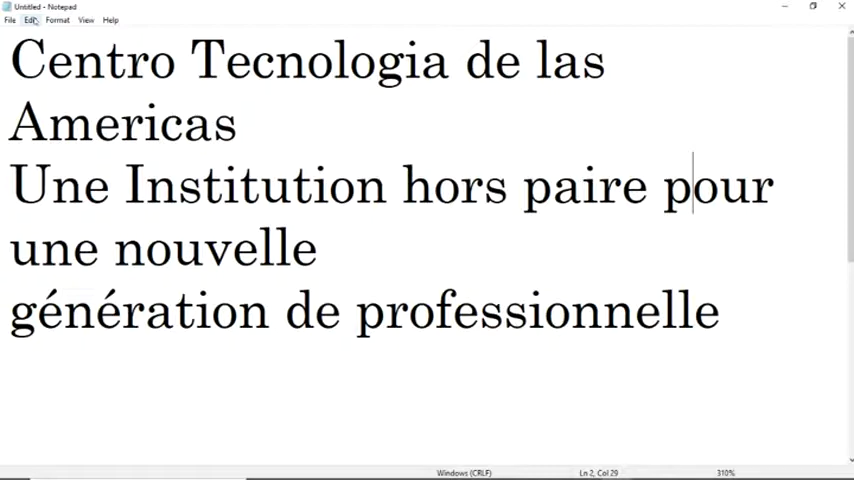 Untitled - Notepad
File Edit Format View Help
Centro Tecnologia de las
Americas
Une Institution hors paire pour
une nouvelle
génération de professionnelle
Windows (CRLF) Ln 2, Col 29 310%